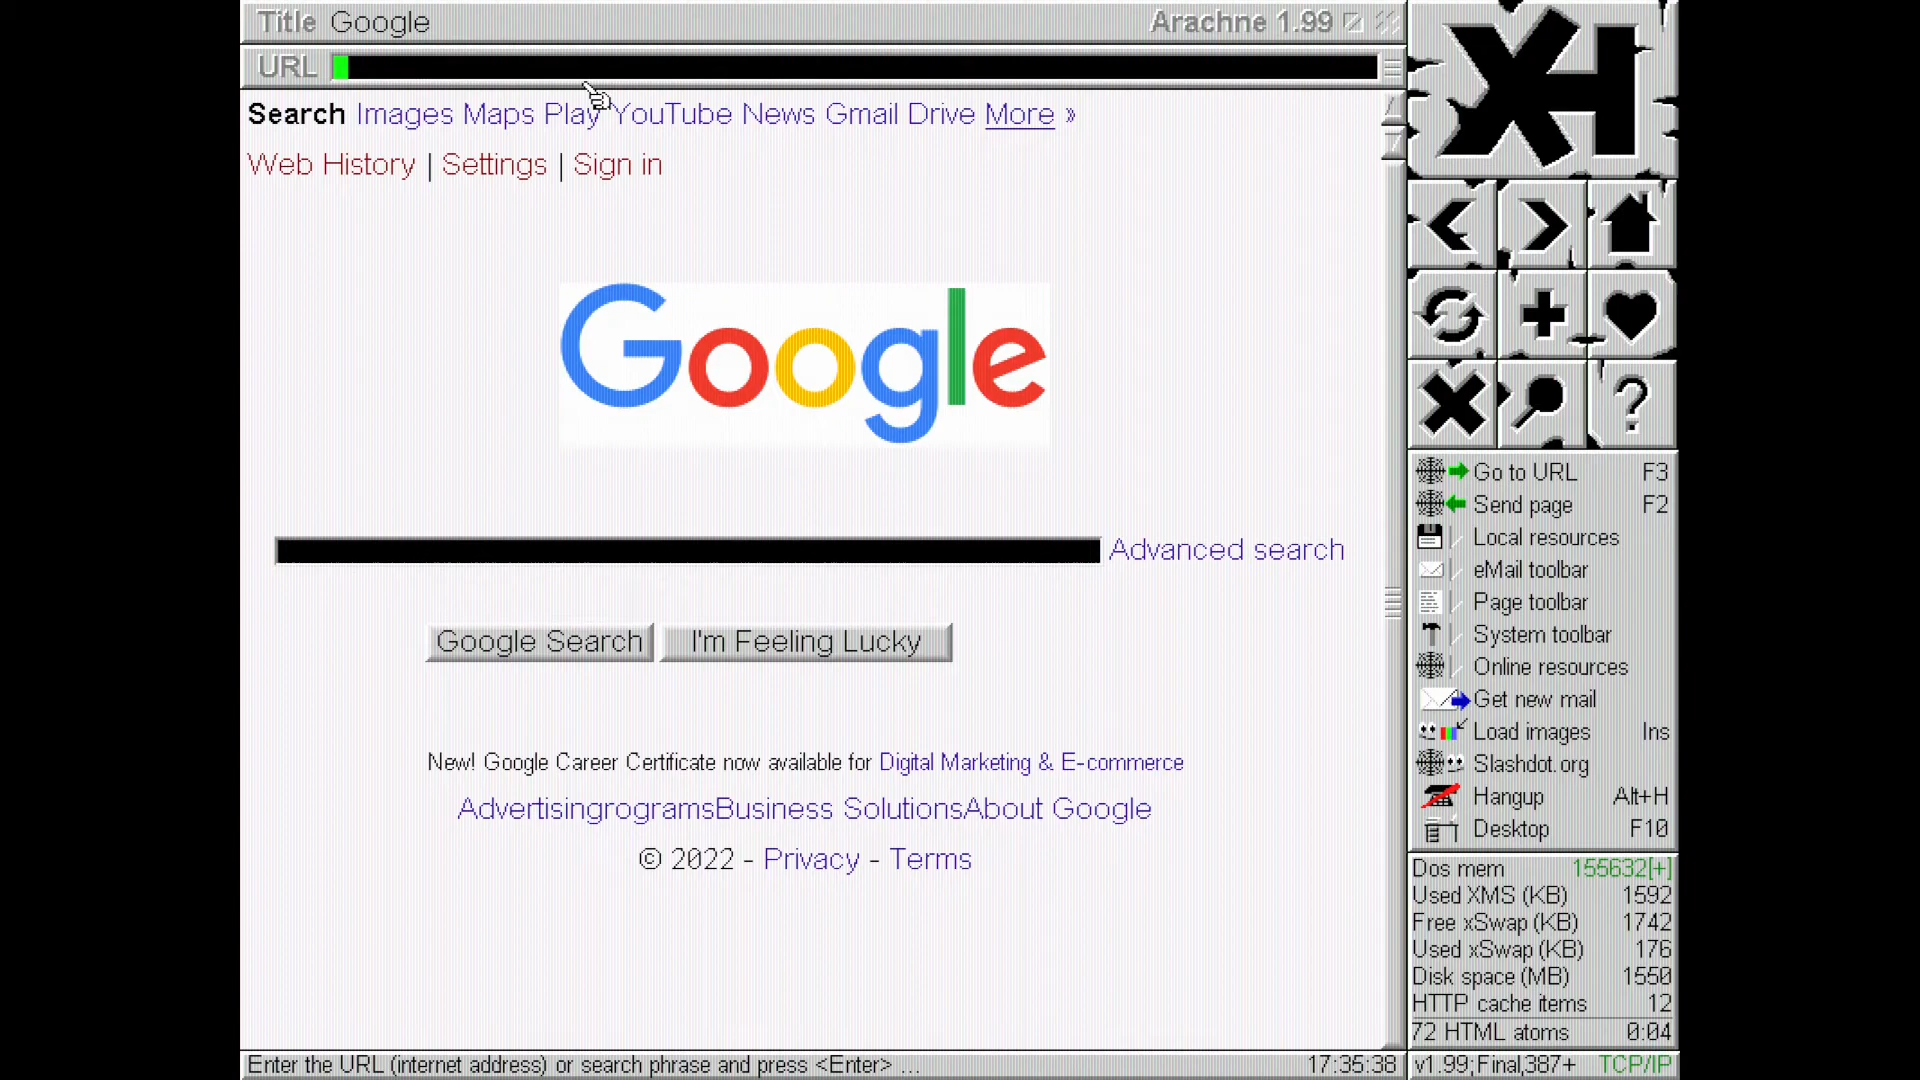 Title Google Arachne 1.99
URL
Search Images Maps Play YouTube News Gmail Drive More »
Web History | Settings | Sign in
Google
Advanced search
Google Search I'm Feeling Lucky
New! Google Career Certificate now available for Digital Marketing & E-commerce
AdvertisingrogramsBusiness SolutionsAbout Google
© 2022 - Privacy - Terms
Enter the URL (internet address) or search phrase and press <Enter> ... 17:35:38
XH
?
Go to URL F3
Send page F2
Local resources
eMail toolbar
Page toolbar
System toolbar
Online resources
Get new mail
Load images Ins
Slashdot.org
Hangup Alt+H
Desktop F10
Dos mem 155632[+]
Used XMS (KB) 1592
Free xSwap (KB) 1742
Used xSwap (KB) 176
Disk space (MB) 1550
HTTP cache items 12
72 HTML atoms 0:04
v1.99;Final,387+ TCP/IP